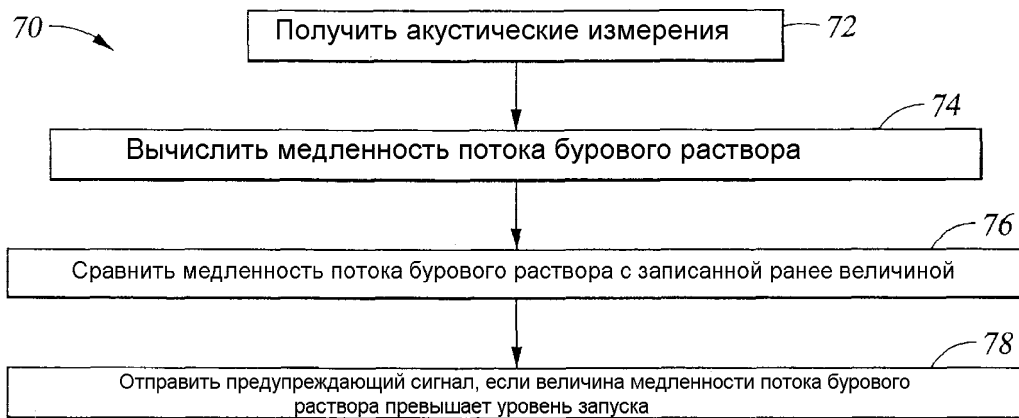 70
Получить акустические измерения
72
74
Вычислить медленность потока бурового раствора
76
Сравнить медленность потока бурового раствора с записанной ранее величиной
78
Отправить предупреждающий сигнал, если величина медленности потока бурового
раствора превышает уровень запуска